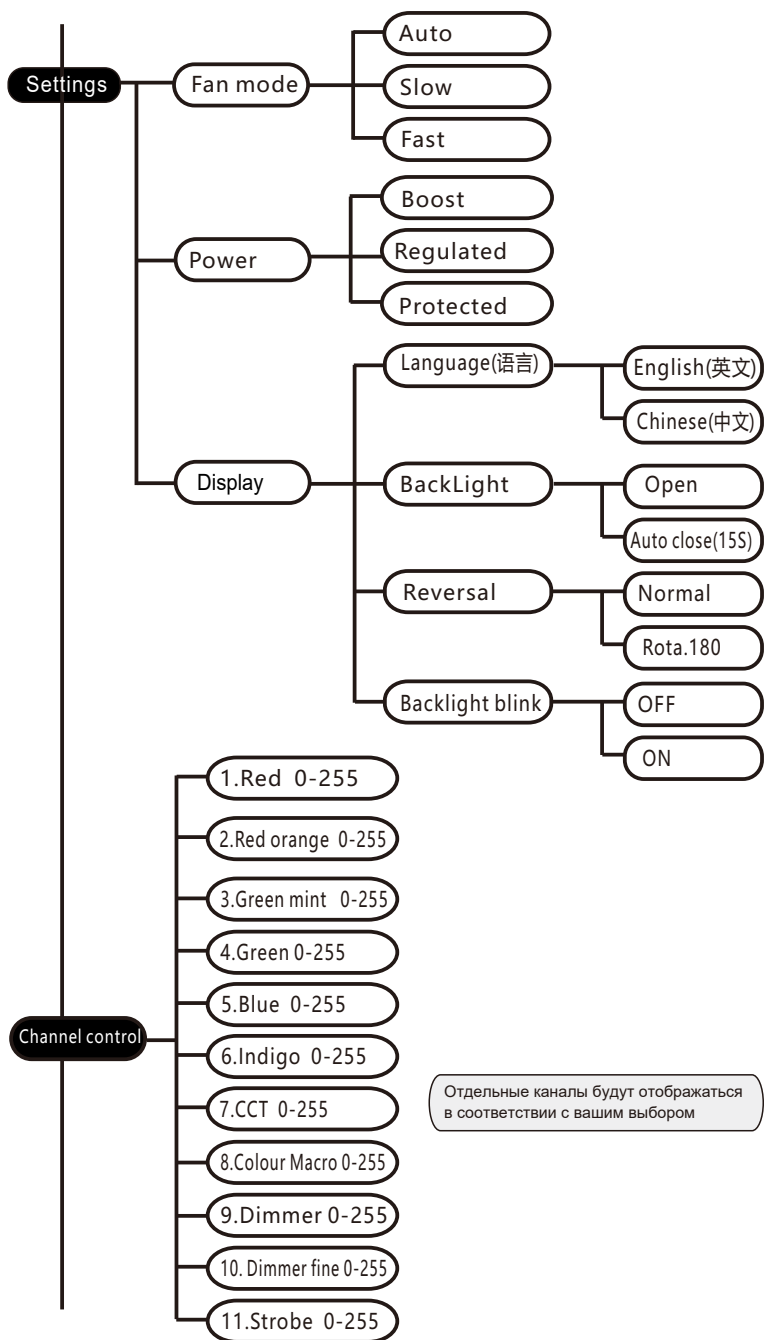 Settings
Fan mode
Auto
Slow
Fast
Power
Boost
Regulated
Protected
Display
Language(语言)
English(英文)
Chinese(中文)
BackLight
Open
Auto close(15S)
Reversal
Normal
Rota.180
Backlight blink
OFF
ON
Channel control
1.Red 0-255
2.Red orange 0-255
3.Green mint 0-255
4.Green 0-255
5.Blue 0-255
6.Indigo 0-255
7.CCT 0-255
8.Colour Macro 0-255
9.Dimmer 0-255
10. Dimmer fine 0-255
11.Strobe 0-255
Отдельные каналы будут отображаться
в соответствии с вашим выбором